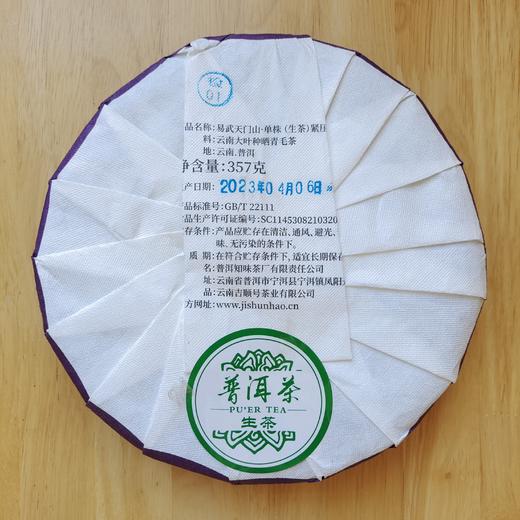 检
01
品名称：易武天门山·单株（生茶）紧压
料：云南大叶种晒青毛茶
地：云南.普洱
净含量：357克
产日期：2023年04月06日
品标准号：GB/T 22111
品生产许可证编号：SC1145308210320
存条件：产品应贮存在清洁、通风、避光、
味、无污染的条件下。
质 期：在符合贮存条件下，适宜长期保存
名：普洱知味茶厂有限责任公司
址：云南省普洱市宁洱县宁洱镇凤阳
品：云南吉顺号茶业有限公司
方网址：www.jishunhao.cn
普洱茶
PU'ER TEA
生茶